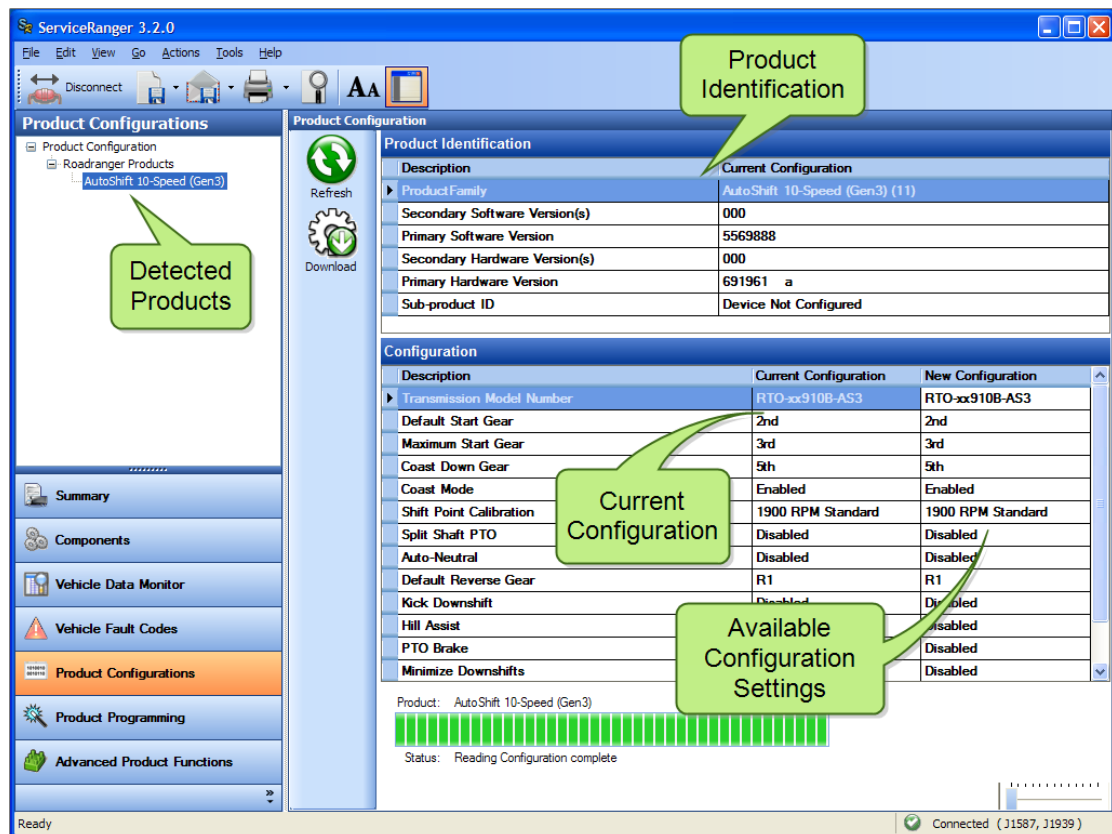 ServiceRanger 3.2.0
File Edit View Go Actions Tools Help
Disconnect
AA
Product Identification
Product Configurations
Product Configuration
Roadranger Products
AutoShift 10-Speed (Gen3)
Detected Products
Product Configuration
Refresh
Download
Product Identification
Description Current Configuration
ProductFamily AutoShift 10-Speed (Gen3) (11)
Secondary Software Version(s) 000
Primary Software Version 5569888
Secondary Hardware Version(s) 000
Primary Hardware Version 691961 a
Sub-product ID Device Not Configured
Configuration
Description Current Configuration New Configuration
Transmission Model Number RTO-xx910B-AS3 RTO-xx910B-AS3
Default Start Gear 2nd 2nd
Maximum Start Gear 3rd 3rd
Coast Down Gear 5th 5th
Coast Mode Enabled Enabled
Shift Point Calibration 1900 RPM Standard 1900 RPM Standard
Split Shaft PTO Disabled Disabled
Auto-Neutral Disabled Disabled
Default Reverse Gear R1 R1
Kick Downshift Disabled Disabled
Hill Assist Disabled
PTO Brake Disabled
Minimize Downshifts Disabled
Current Configuration
Available Configuration Settings
Summary
Components
Vehicle Data Monitor
Vehicle Fault Codes
Product Configurations
Product Programming
Advanced Product Functions
Product: AutoShift 10-Speed (Gen3)
Status: Reading Configuration complete
Ready
Connected ( J1587, J1939 )